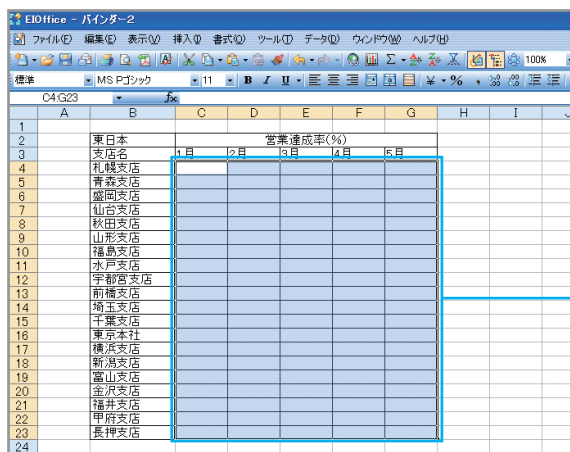 EIOffice - バインダー2
ファイル(F) 編集(E) 表示(V) 挿入(I) 書式(O) ツール(T) データ(D) ウィンドウ(W) ヘルプ(H)
100%
標準 MS Pゴシック 11 B I U ¥ % ,
C4:G23 fx
A B C D E F G H I J
1
2 東日本 営業達成率(%)
3 支店名 1月 2月 3月 4月 5月
4 札幌支店
5 青森支店
6 盛岡支店
7 仙台支店
8 秋田支店
9 山形支店
10 福島支店
11 水戸支店
12 宇都宮支店
13 前橋支店
14 埼玉支店
15 千葉支店
16 東京本社
17 横浜支店
18 新潟支店
19 富山支店
20 金沢支店
21 福井支店
22 甲府支店
23 長押支店
24